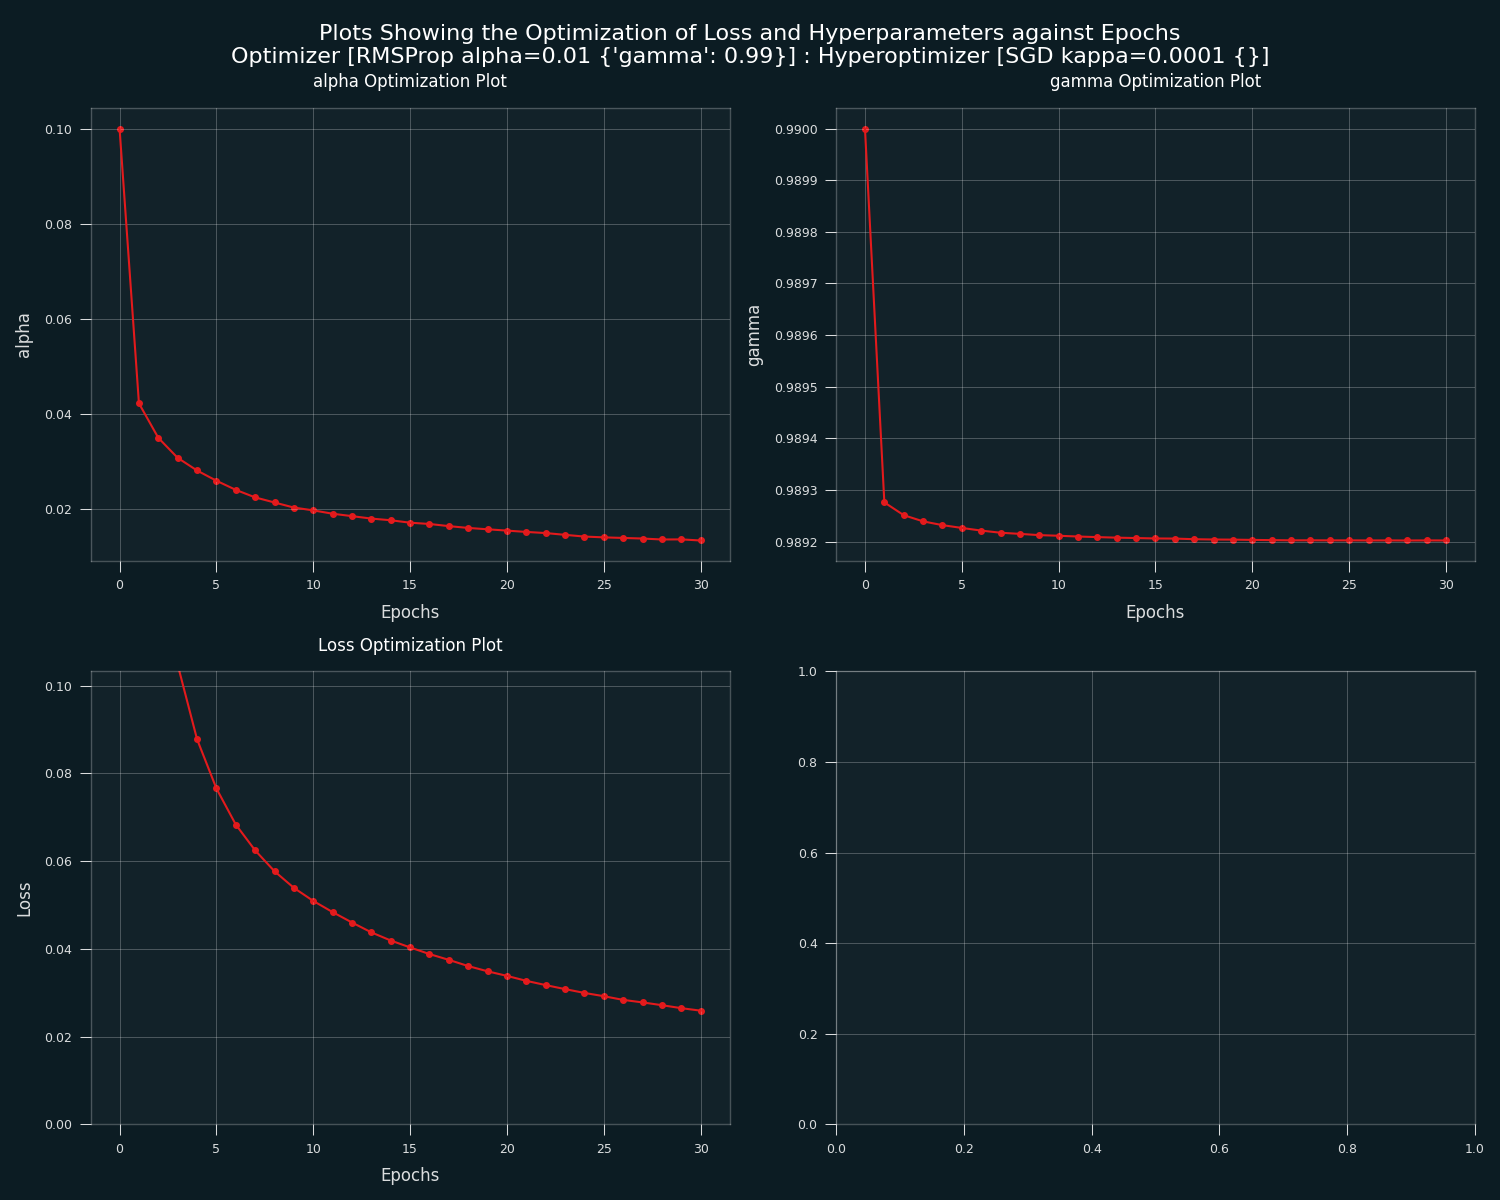 Plots Showing the Optimization of Loss and Hyperparameters against Epochs
Optimizer [RMSProp alpha=0.01 {'gamma': 0.99}] : Hyperoptimizer [SGD kappa=0.0001 {}]
alpha Optimization Plot
0.10
0.08
0.06
0.04
0.02
alpha
0 5 10 15 20 25 30
Epochs
gamma Optimization Plot
0.9900
0.9899
0.9898
0.9897
0.9896
0.9895
0.9894
0.9893
0.9892
gamma
0 5 10 15 20 25 30
Epochs
Loss Optimization Plot
0.10
0.08
0.06
0.04
0.02
0.00
Loss
0 5 10 15 20 25 30
Epochs
1.0
0.8
0.6
0.4
0.2
0.0
0.0 0.2 0.4 0.6 0.8 1.0